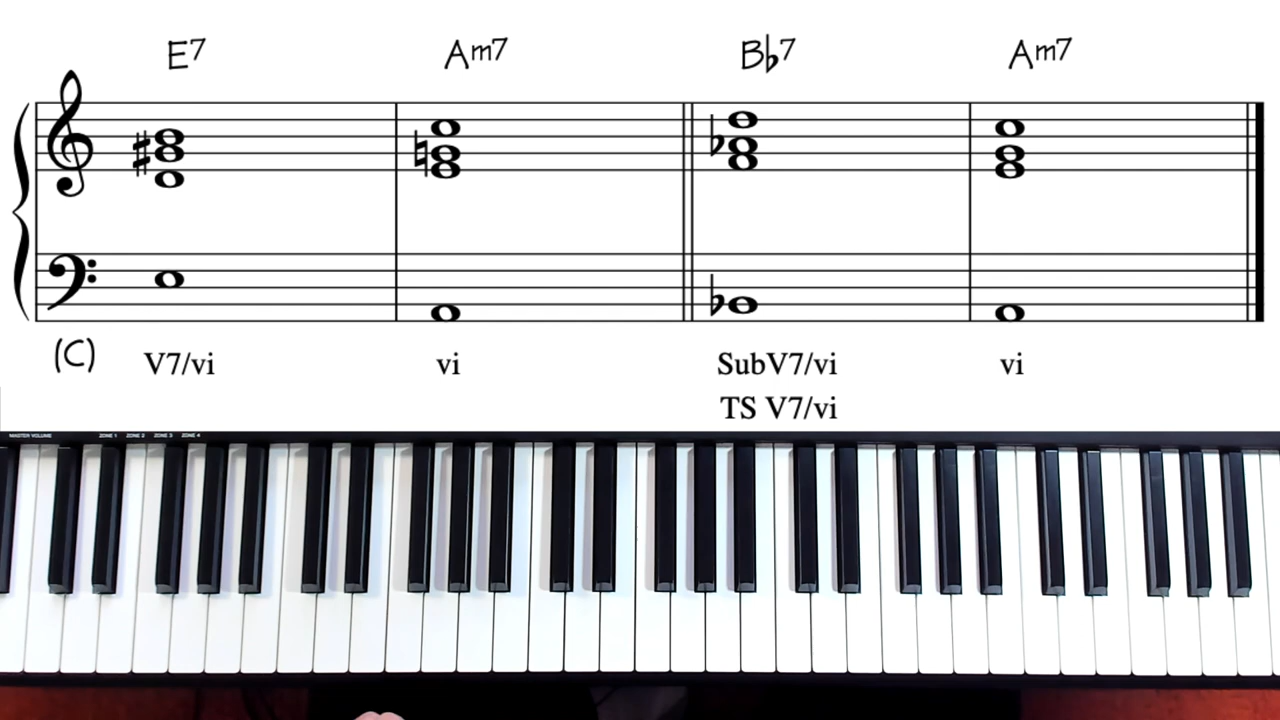 E7 Am7 B♭7 Am7
(C) V7/vi vi SubV7/vi vi
TS V7/vi
MASTER VOLUME ZONE 1 ZONE 2 ZONE 3 ZONE 4